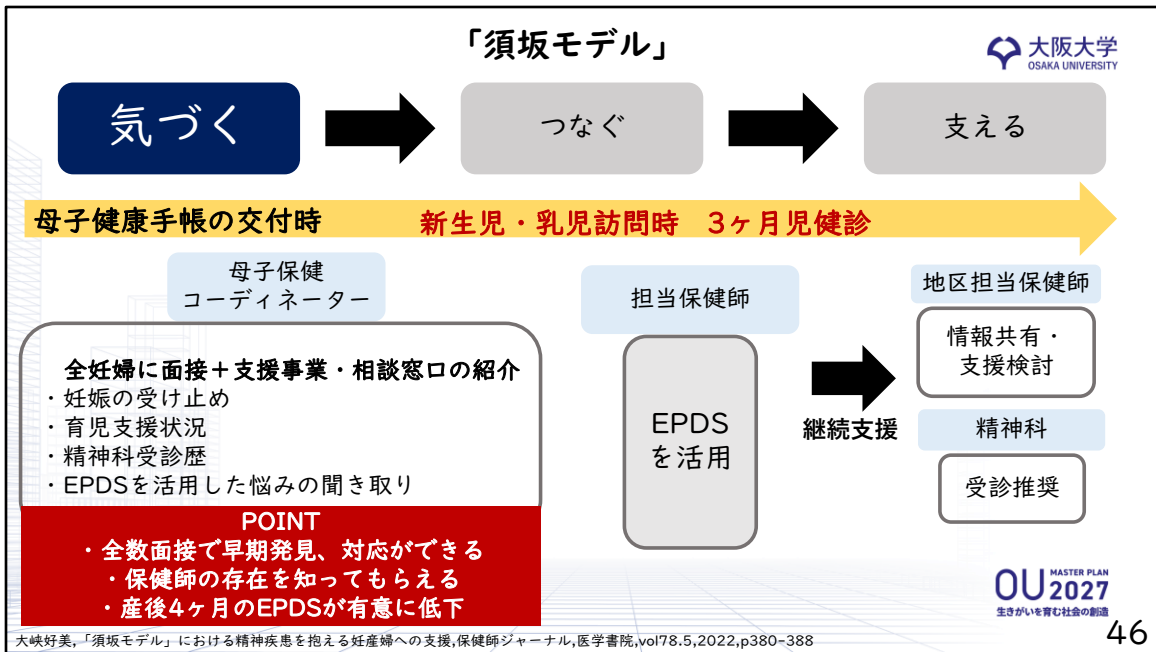 「須坂モデル」
大阪大学
OSAKA UNIVERSITY
気づく
つなぐ
支える
母子健康手帳の交付時
新生児・乳児訪問時 3ヶ月児健診
母子保健
コーディネーター
全妊婦に面接＋支援事業・相談窓口の紹介
・妊娠の受け止め
・育児支援状況
・精神科受診歴
・EPDSを活用した悩みの聞き取り
POINT
・全数面接で早期発見、対応ができる
・保健師の存在を知ってもらえる
・産後4ヶ月のEPDSが有意に低下
担当保健師
EPDS
を活用
継続支援
地区担当保健師
情報共有・
支援検討
精神科
受診推奨
OU MASTER PLAN 2027
生きがいを育む社会の創造
大峡好美,「須坂モデル」における精神疾患を抱える妊産婦への支援,保健師ジャーナル,医学書院,vol78.5,2022,p380-388
46